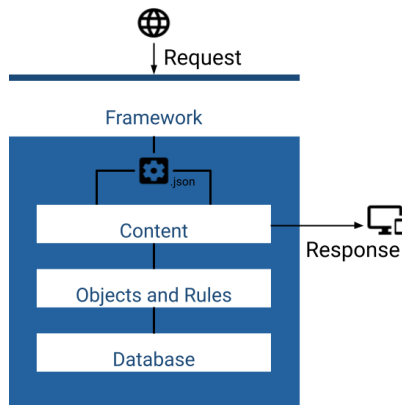 Request
Framework
.json
Content
Response
Objects and Rules
Database